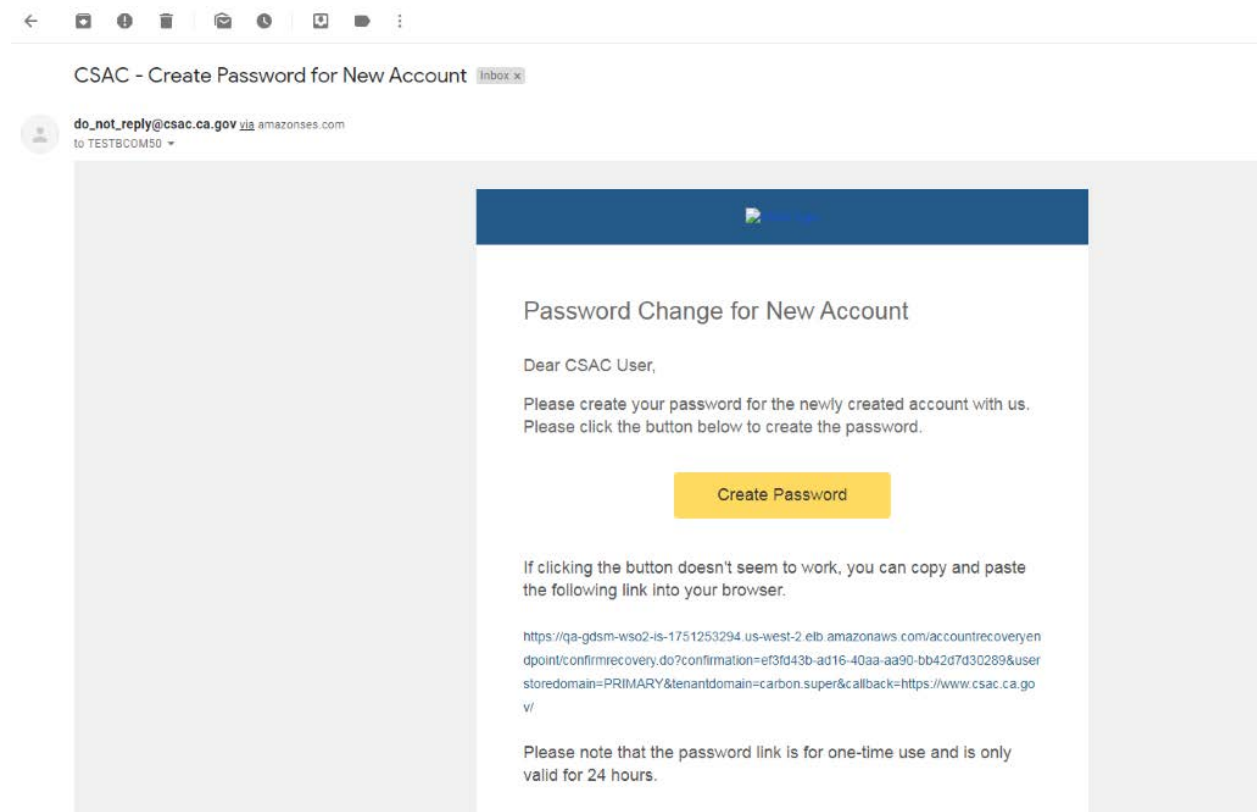 CSAC - Create Password for New Account Inbox x
do_not_reply@csac.ca.gov via amazonses.com
to TESTBCOM50
Password Change for New Account
Dear CSAC User,
Please create your password for the newly created account with us.
Please click the button below to create the password.
Create Password
If clicking the button doesn't seem to work, you can copy and paste
the following link into your browser.
https://qa-gdsm-wso2-is-1751253294.us-west-2.elb.amazonaws.com/accountrecoveryen
dpoint/confirmrecovery.do?confirmation=ef3fd43b-ad16-40aa-aa90-bb42d7d30289&user
storedomain=PRIMARY&tenantdomain=carbon.super&callback=https://www.csac.ca.go
v/
Please note that the password link is for one-time use and is only
valid for 24 hours.